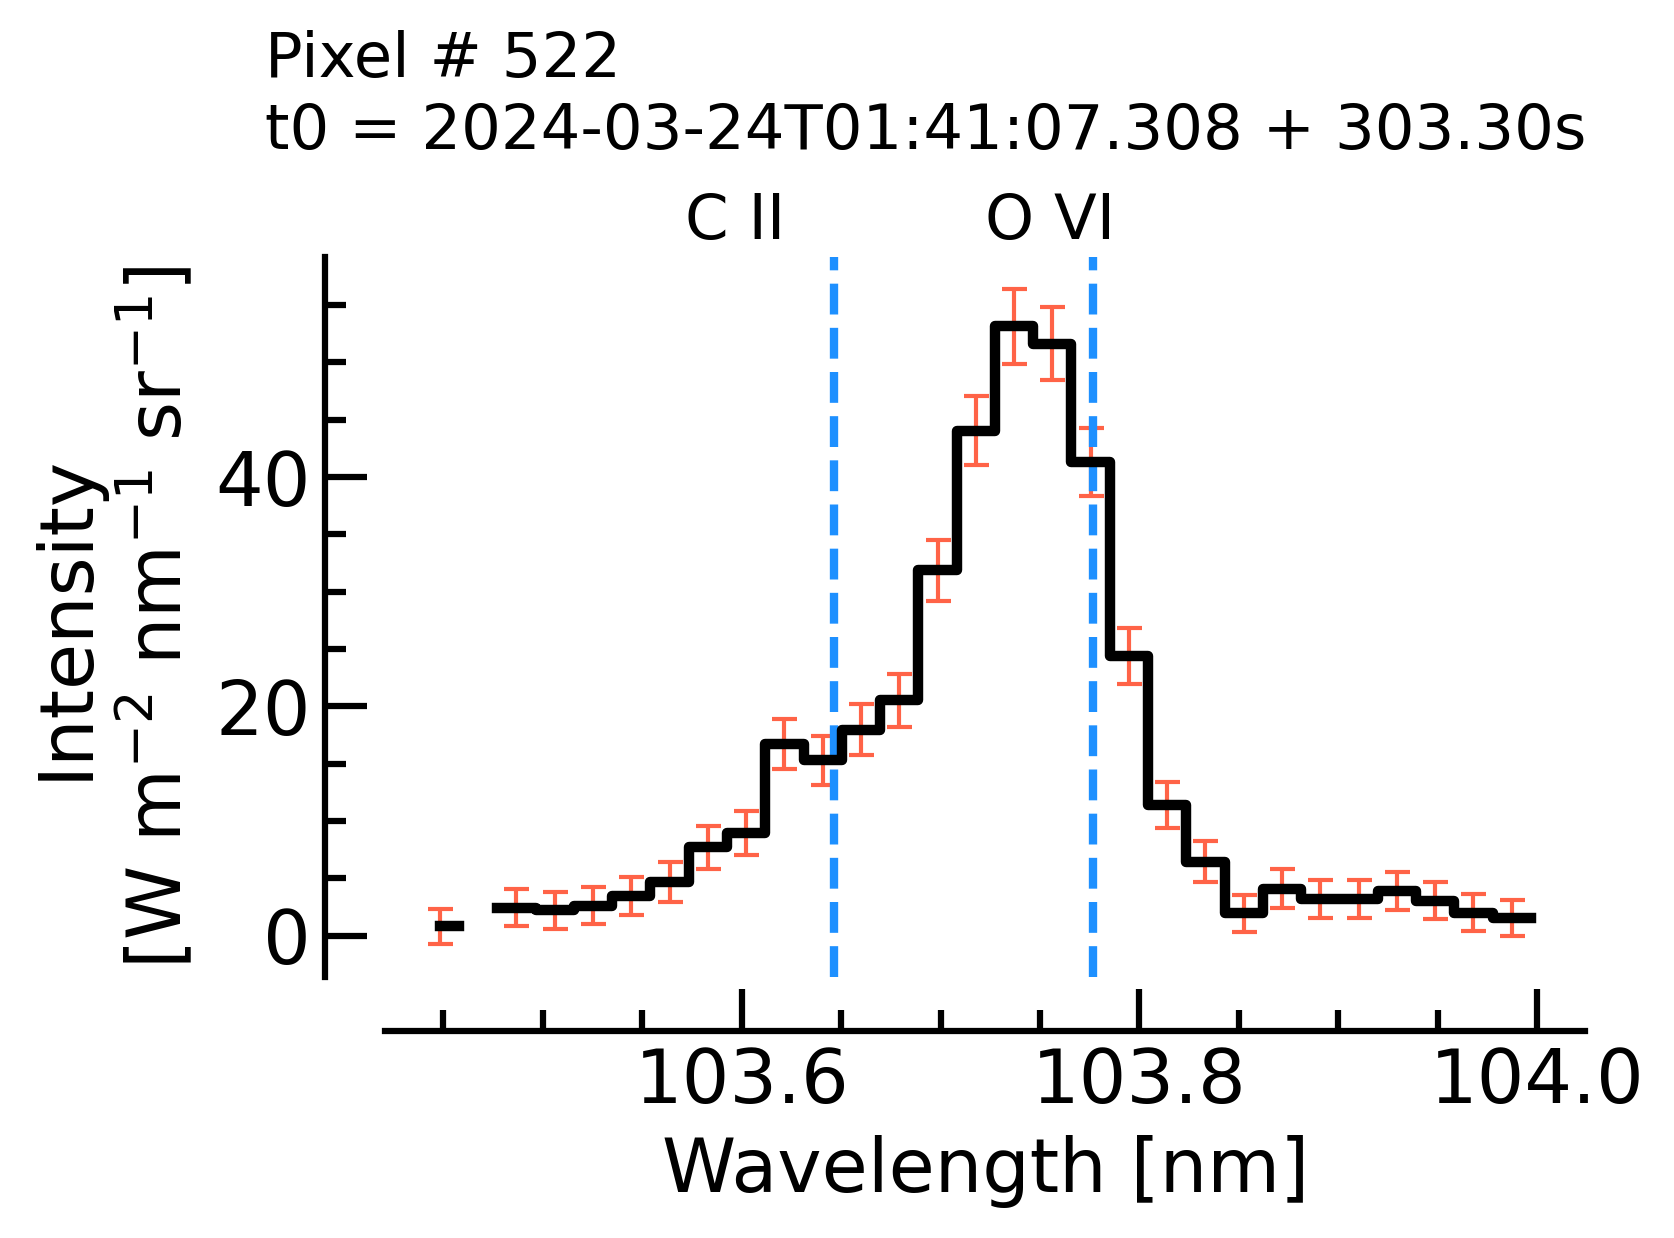 Pixel # 522
t0 = 2024-03-24T01:41:07.308 + 303.30s
C II
O VI
Intensity
[W m⁻² nm⁻¹ sr⁻¹]
40
20
0
103.6
103.8
104.0
Wavelength [nm]